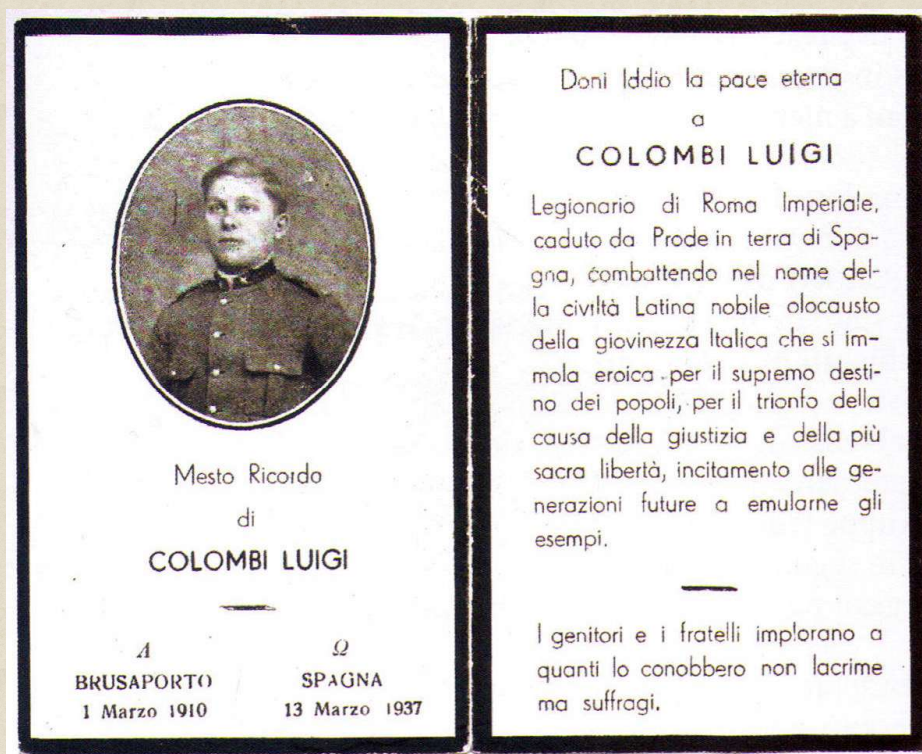 Mesto Ricordo
di
COLOMBI LUIGI
Α
BRUSAPORTO
1 Marzo 1910
Ω
SPAGNA
13 Marzo 1937
Doni Iddio la pace eterna
a
COLOMBI LUIGI
Legionario di Roma Imperiale,
caduto da Prode in terra di Spa-
gna, combattendo nel nome del-
la civiltà Latina nobile olocausto
della giovinezza Italica che si im-
mola eroica per il supremo desti-
no dei popoli, per il trionfo della
causa della giustizia e della più
sacra libertà, incitamento alle ge-
nerazioni future a emularne gli
esempi.
I genitori e i fratelli implorano a
quanti lo conobbero non lacrime
ma suffragi.